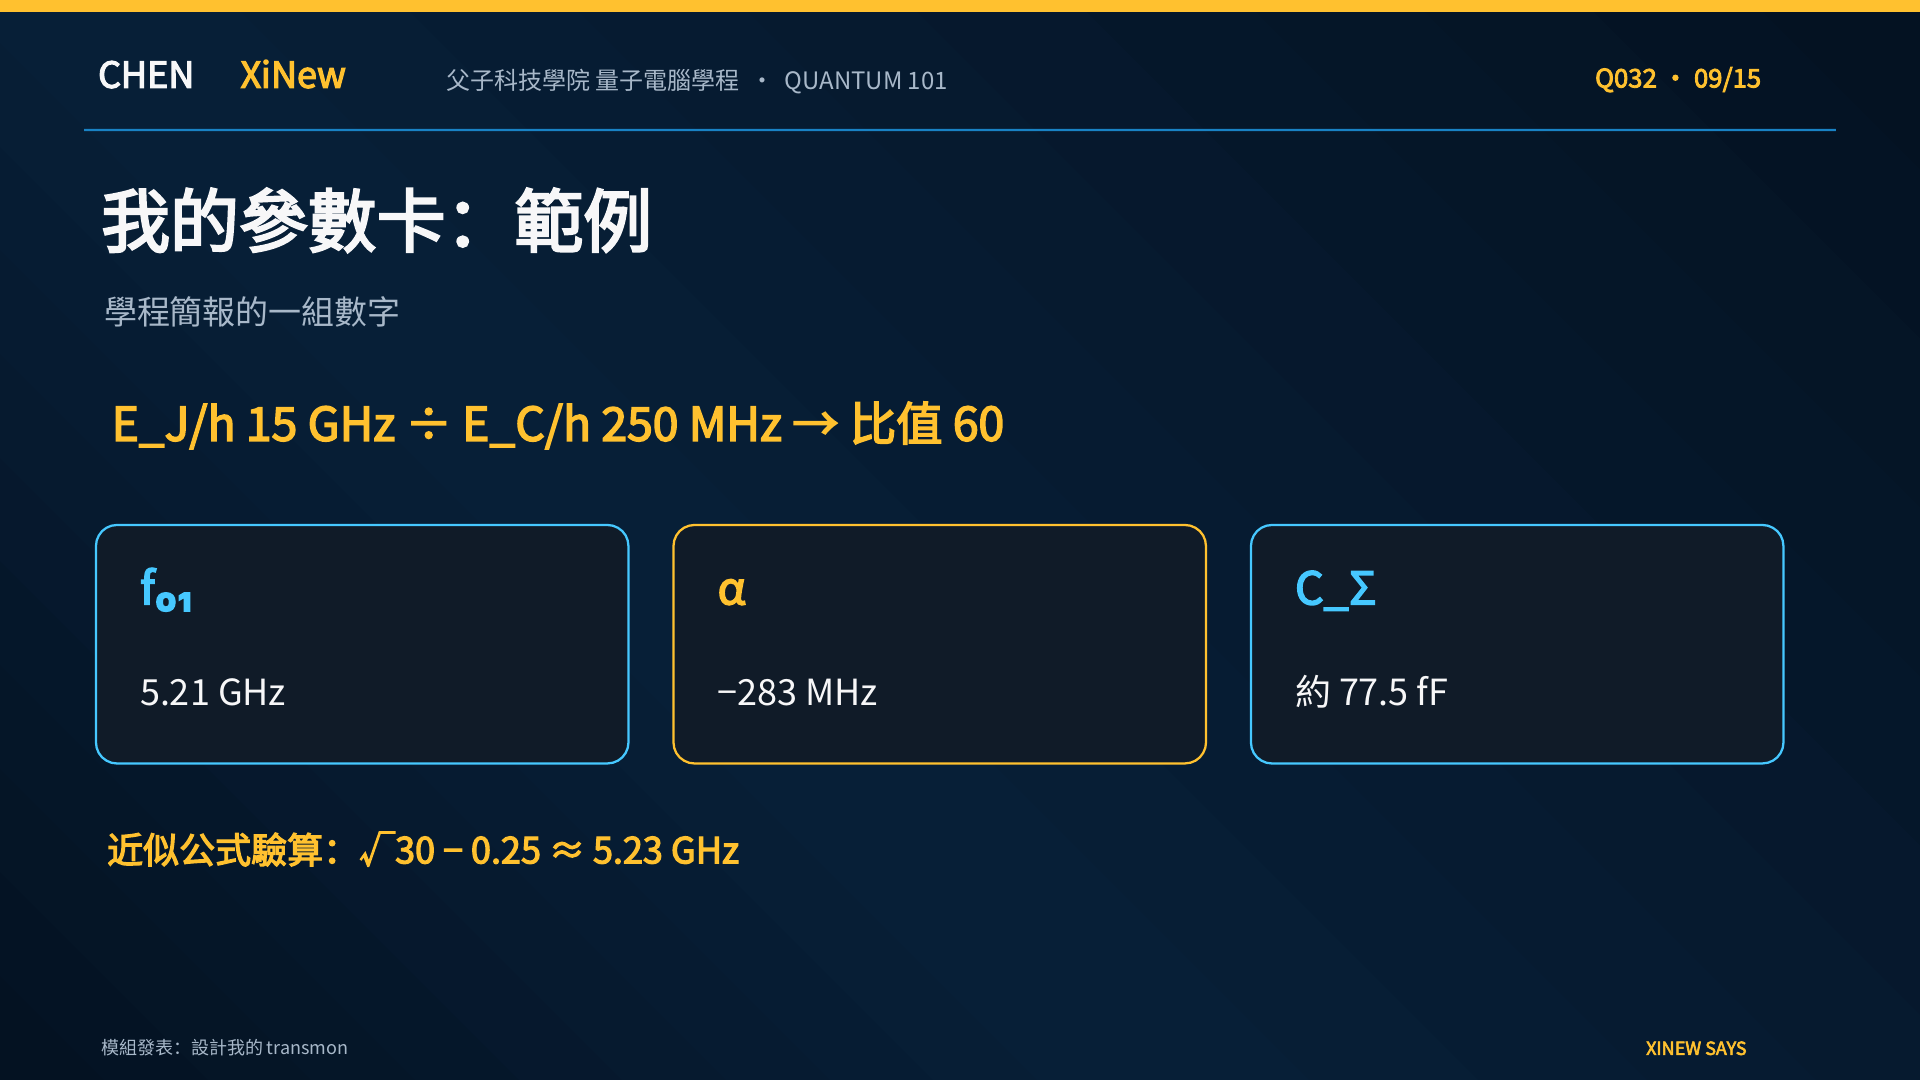 CHEN XiNew 父子科技學院 量子電腦學程 • QUANTUM 101 Q032 • 09/15
我的參數卡：範例
學程簡報的一組數字
E_J/h 15 GHz ÷ E_C/h 250 MHz → 比值 60
f₀₁
5.21 GHz
α
−283 MHz
C_Σ
約 77.5 fF
近似公式驗算：√30 − 0.25 ≈ 5.23 GHz
模組發表：設計我的 transmon
XINEW SAYS